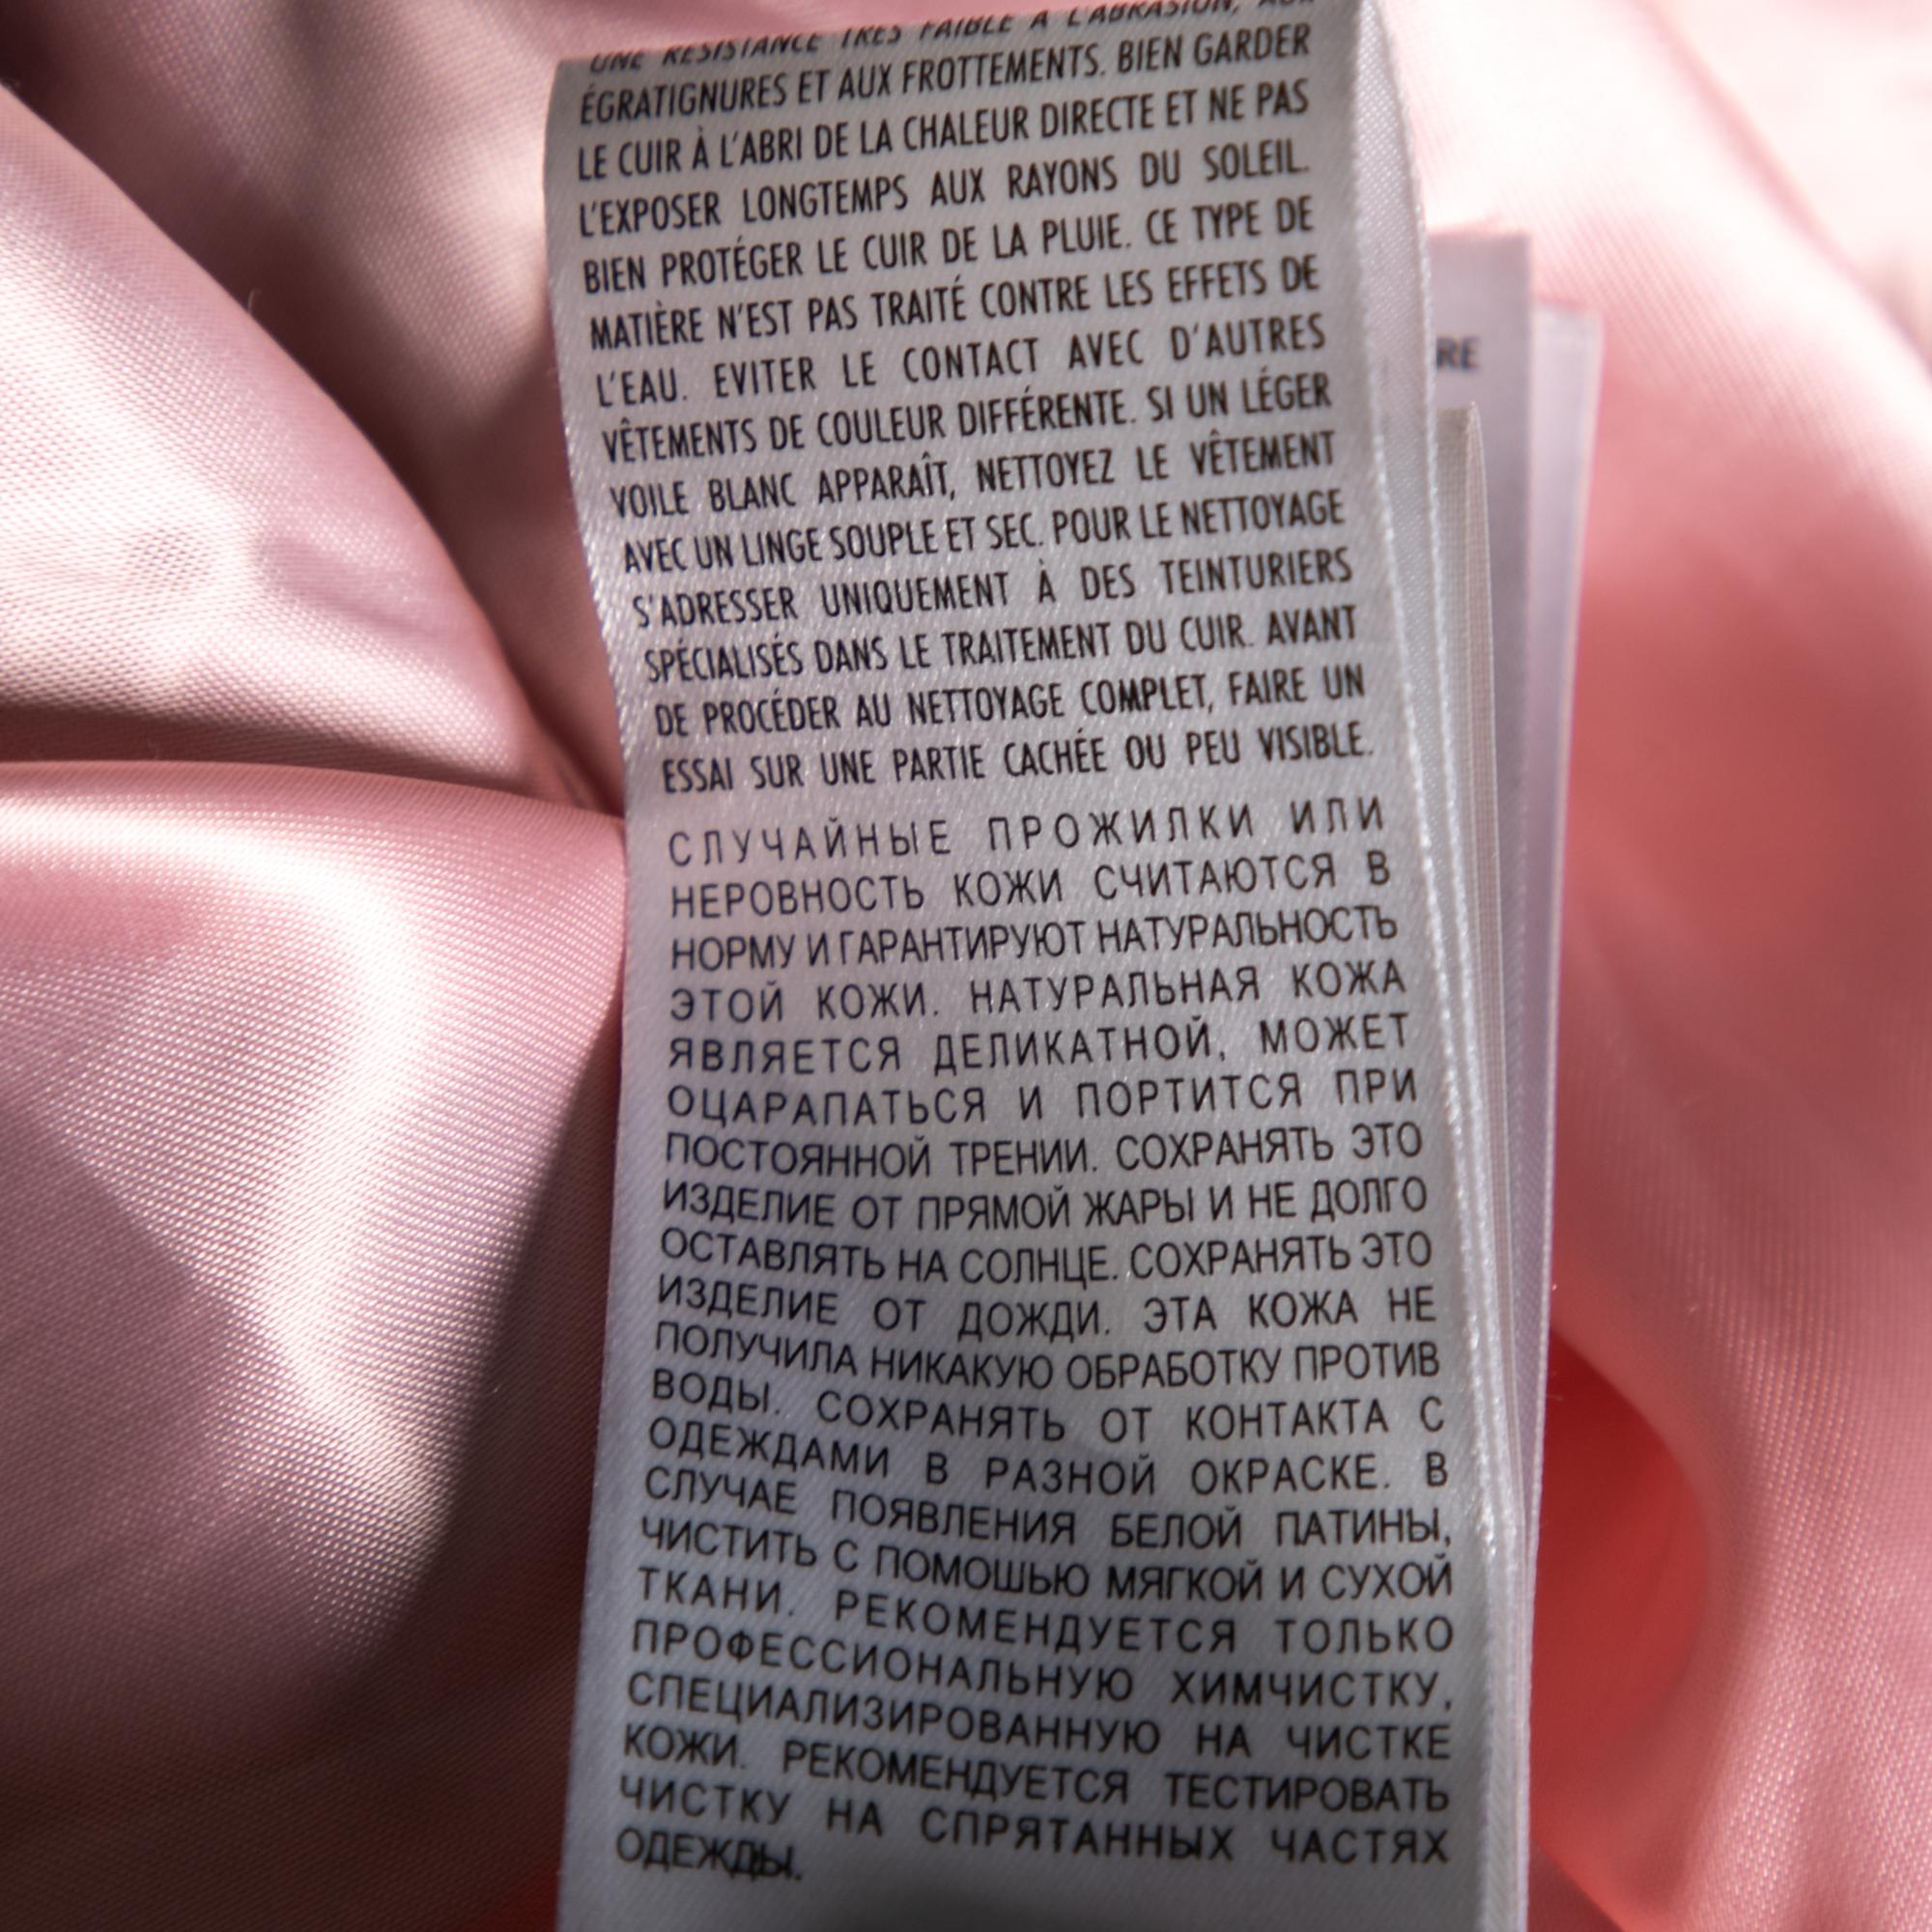 UNE RESISTANCE TRES FAIBLE A L'ABRASION, AUX
ÉGRATIGNURES ET AUX FROTTEMENTS. BIEN GARDER
LE CUIR À L'ABRI DE LA CHALEUR DIRECTE ET NE PAS
L'EXPOSER LONGTEMPS AUX RAYONS DU SOLEIL.
BIEN PROTÉGER LE CUIR DE LA PLUIE. CE TYPE DE
MATIÈRE N'EST PAS TRAITÉ CONTRE LES EFFETS DE
L'EAU. EVITER LE CONTACT AVEC D'AUTRES
VÊTEMENTS DE COULEUR DIFFÉRENTE. SI UN LÉGER
VOILE BLANC APPARAÎT, NETTOYEZ LE VÊTEMENT
AVEC UN LINGE SOUPLE ET SEC. POUR LE NETTOYAGE
S'ADRESSER UNIQUEMENT À DES TEINTURIERS
SPÉCIALISÉS DANS LE TRAITEMENT DU CUIR. AVANT
DE PROCÉDER AU NETTOYAGE COMPLET, FAIRE UN
ESSAI SUR UNE PARTIE CACHÉE OU PEU VISIBLE.
СЛУЧАЙНЫЕ ПРОЖИЛКИ ИЛИ
НЕРОВНОСТЬ КОЖИ СЧИТАЮТСЯ В
НОРМУ И ГАРАНТИРУЮТ НАТУРАЛЬНОСТЬ
ЭТОЙ КОЖИ. НАТУРАЛЬНАЯ КОЖА
ЯВЛЯЕТСЯ ДЕЛИКАТНОЙ, МОЖЕТ
ОЦАРАПАТЬСЯ И ПОРТИТСЯ ПРИ
ПОСТОЯННОЙ ТРЕНИИ. СОХРАНЯТЬ ЭТО
ИЗДЕЛИЕ ОТ ПРЯМОЙ ЖАРЫ И НЕ ДОЛГО
ОСТАВЛЯТЬ НА СОЛНЦЕ. СОХРАНЯТЬ ЭТО
ИЗДЕЛИЕ ОТ ДОЖДИ. ЭТА КОЖА НЕ
ПОЛУЧИЛА НИКАКУЮ ОБРАБОТКУ ПРОТИВ
ВОДЫ. СОХРАНЯТЬ ОТ КОНТАКТА С
ОДЕЖДАМИ В РАЗНОЙ ОКРАСКЕ. В
СЛУЧАЕ ПОЯВЛЕНИЯ БЕЛОЙ ПАТИНЫ,
ЧИСТИТЬ С ПОМОШЬЮ МЯГКОЙ И СУХОЙ
ТКАНИ. РЕКОМЕНДУЕТСЯ ТОЛЬКО
ПРОФЕССИОНАЛЬНУЮ ХИМЧИСТКУ,
СПЕЦИАЛИЗИРОВАННУЮ НА ЧИСТКЕ
КОЖИ. РЕКОМЕНДУЕТСЯ ТЕСТИРОВАТЬ
ЧИСТКУ НА СПРЯТАННЫХ ЧАСТЯХ
ОДЕЖДЫ.
RE